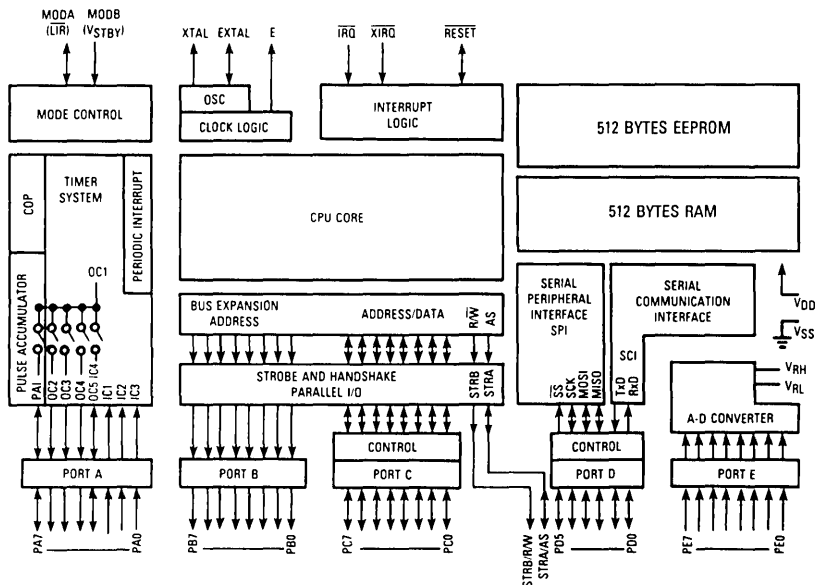 MODA
(LIR)
MODB
(VSTBY)
XTAL
EXTAL
E
IRQ
XIRQ
RESET
MODE CONTROL
OSC
CLOCK LOGIC
INTERRUPT
LOGIC
512 BYTES EEPROM
COP
TIMER
SYSTEM
PERIODIC INTERRUPT
CPU CORE
512 BYTES RAM
PULSE ACCUMULATOR
OC1
PAI
OC2
OC3
OC4
OC5 IC4
IC1
IC2
IC3
BUS EXPANSION
ADDRESS
ADDRESS/DATA
R/W
AS
STROBE AND HANDSHAKE
PARALLEL I/O
STRB
STRA
SERIAL
PERIPHERAL
INTERFACE
SPI
SS
SCK
MOSI
MISO
SERIAL
COMMUNICATION
INTERFACE
SCI
TxD
RxD
VDD
VSS
VRH
VRL
A-D CONVERTER
CONTROL
CONTROL
PORT A
PORT B
PORT C
PORT D
PORT E
PA7
PA0
PB7
PB0
PC7
PC0
STRB/R/W
STRA/AS
PD5
PD0
PE7
PE0